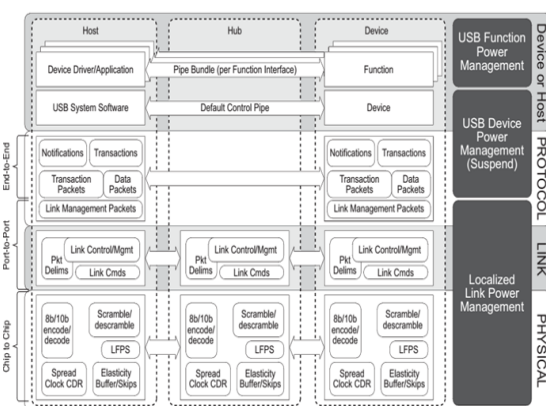 Host
Hub
Device
Device Driver/Application
Pipe Bundle (per Function Interface)
Function
USB System Software
Default Control Pipe
Device
USB Function
Power
Management
Device or Host
USB Device
Power
Management
(Suspend)
PROTOCOL
End-to-End
Notifications
Transactions
Transaction
Packets
Data
Packets
Link Management Packets
Notifications
Transactions
Transaction
Packets
Data
Packets
Link Management Packets
Port-to-Port
Link Control/Mgmt
Pkt
Delims
Link Cmds
Link Control/Mgmt
Pkt
Delims
Link Cmds
Link Control/Mgmt
Pkt
Delims
Link Cmds
LINK
Localized
Link Power
Management
Chip to Chip
8b/10b
encode/
decode
Scramble/
descramble
LFPS
Spread
Clock CDR
Elasticity
Buffer/Skips
8b/10b
encode/
decode
Scramble/
descramble
LFPS
Spread
Clock CDR
Elasticity
Buffer/Skips
8b/10b
encode/
decode
Scramble/
descramble
LFPS
Spread
Clock CDR
Elasticity
Buffer/Skips
PHYSICAL